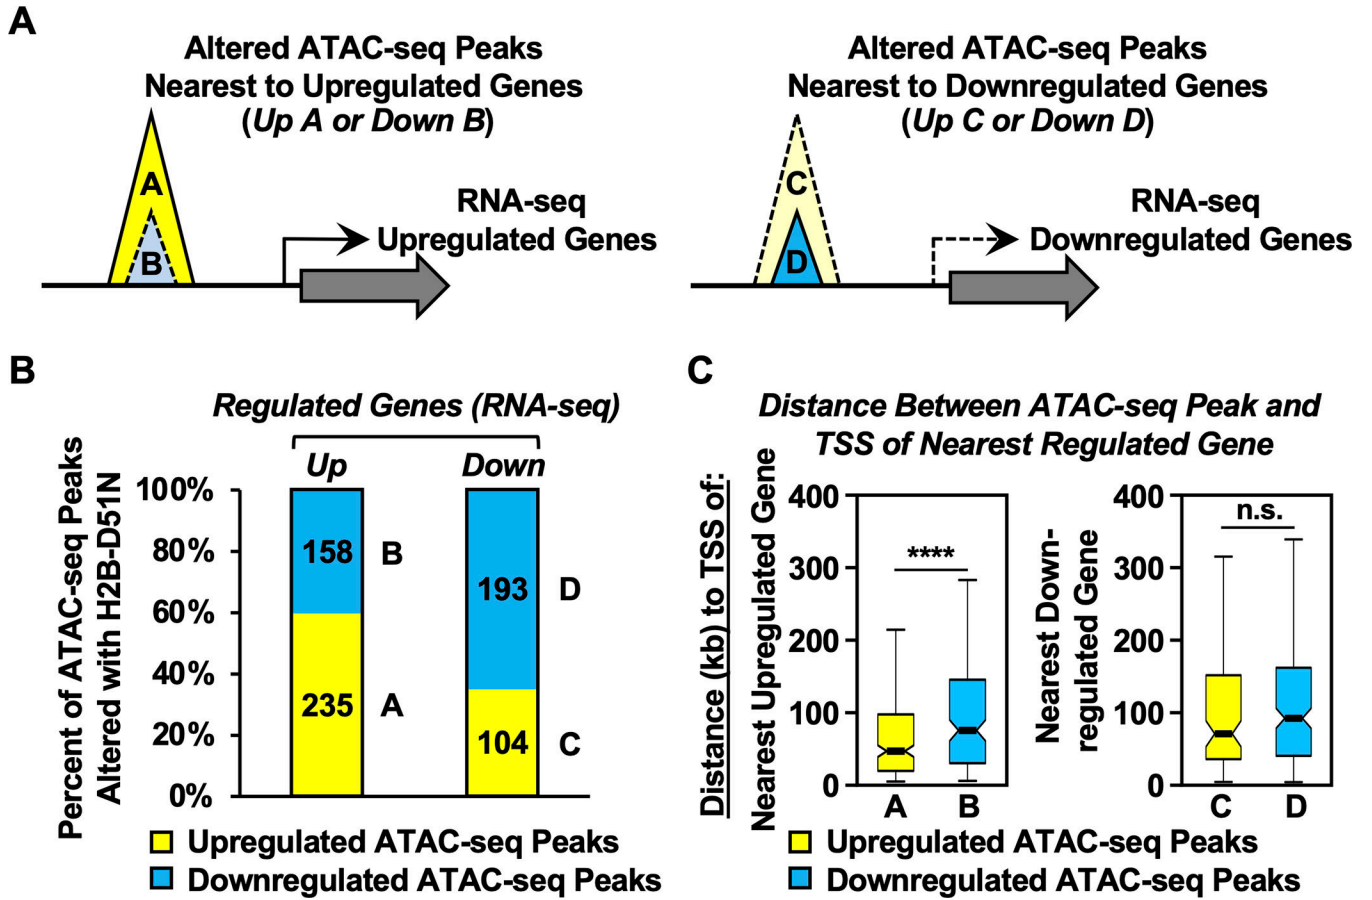 A
Altered ATAC-seq Peaks
Nearest to Upregulated Genes
(Up A or Down B)
A
B
RNA-seq
Upregulated Genes
Altered ATAC-seq Peaks
Nearest to Downregulated Genes
(Up C or Down D)
C
D
RNA-seq
Downregulated Genes
B
Regulated Genes (RNA-seq)
Up
Down
Percent of ATAC-seq Peaks
Altered with H2B-D51N
100%
80%
60%
40%
20%
0%
158
B
235
A
193
D
104
C
Upregulated ATAC-seq Peaks
Downregulated ATAC-seq Peaks
C
Distance Between ATAC-seq Peak and
TSS of Nearest Regulated Gene
Distance (kb) to TSS of:
Nearest Upregulated Gene
400
300
200
100
0
****
A
B
Nearest Down-
regulated Gene
400
300
200
100
0
n.s.
C
D
Upregulated ATAC-seq Peaks
Downregulated ATAC-seq Peaks